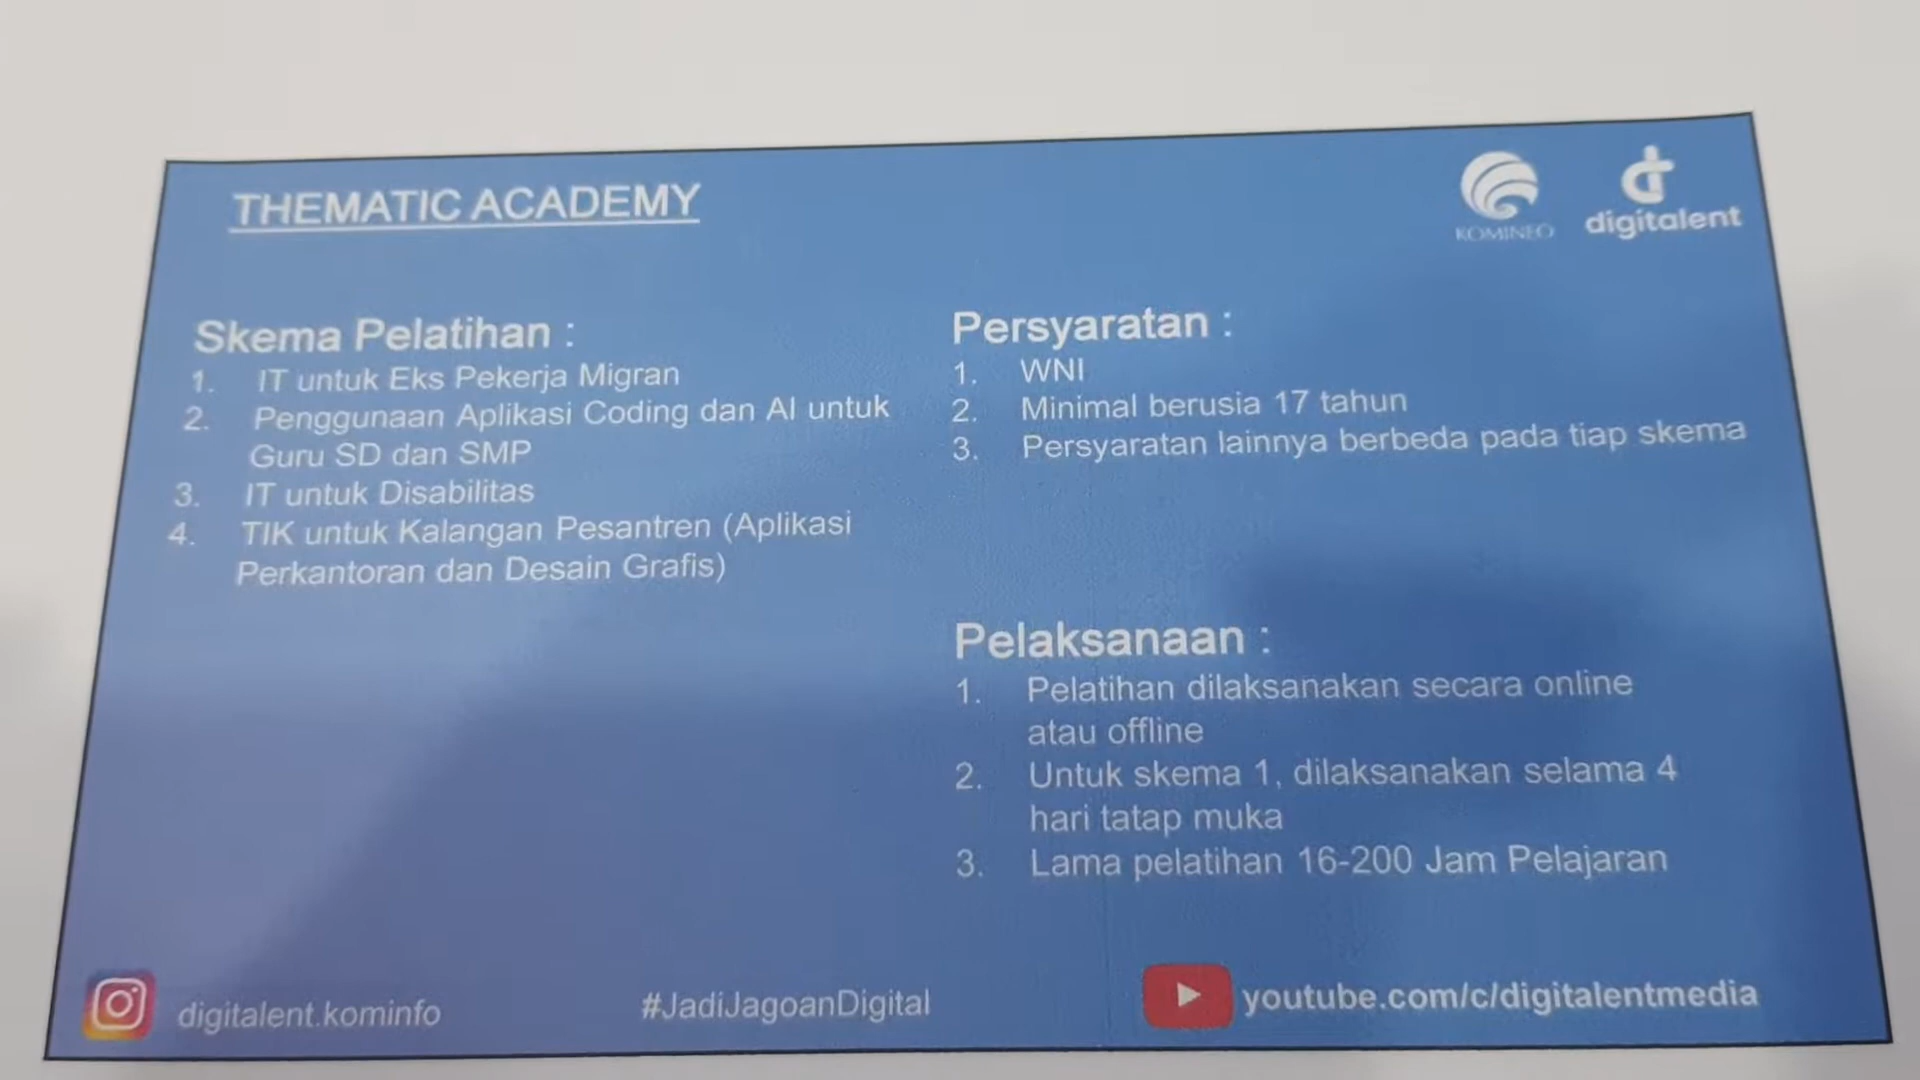 THEMATIC ACADEMY
KOMINFO
digitalent
Skema Pelatihan :
1. IT untuk Eks Pekerja Migran
2. Penggunaan Aplikasi Coding dan AI untuk
Guru SD dan SMP
3. IT untuk Disabilitas
4. TIK untuk Kalangan Pesantren (Aplikasi
Perkantoran dan Desain Grafis)
Persyaratan :
1. WNI
2. Minimal berusia 17 tahun
3. Persyaratan lainnya berbeda pada tiap skema
Pelaksanaan :
1. Pelatihan dilaksanakan secara online
atau offline
2. Untuk skema 1, dilaksanakan selama 4
hari tatap muka
3. Lama pelatihan 16-200 Jam Pelajaran
digitalent.kominfo
#JadiJagoanDigital
youtube.com/c/digitalentmedia